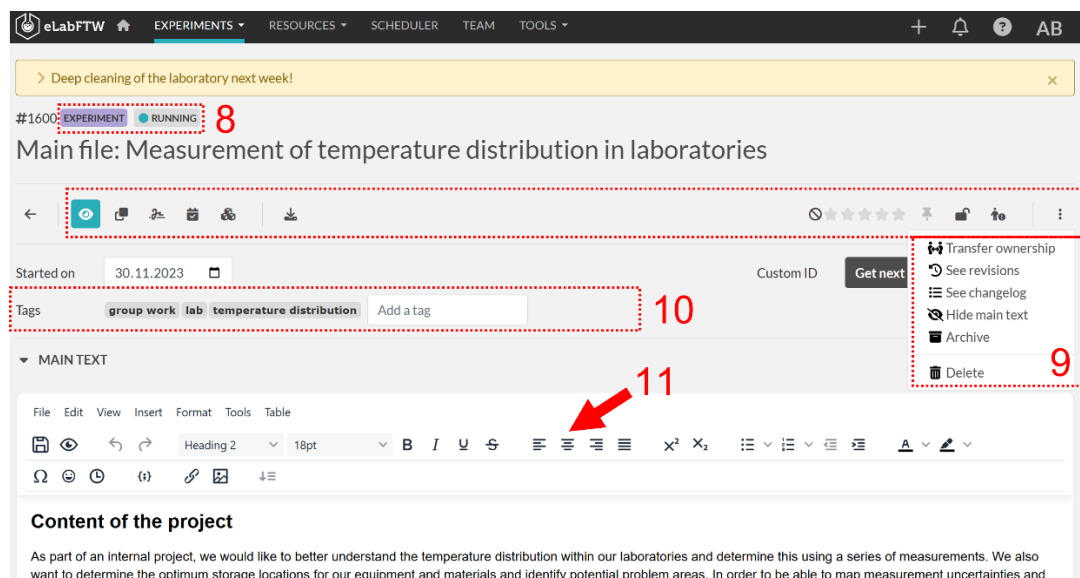 eLabFTW EXPERIMENTS RESOURCES SCHEDULER TEAM TOOLS AB
Deep cleaning of the laboratory next week!
#1600 EXPERIMENT RUNNING 8
Main file: Measurement of temperature distribution in laboratories
Started on 30.11.2023 Custom ID Get next
Transfer ownership
See revisions
See changelog
Hide main text
Archive
Delete
9
Tags group work lab temperature distribution Add a tag 10
MAIN TEXT
11
File Edit View Insert Format Tools Table
Heading 2 18pt B I U S X² X₂ A
Ω {;}
Content of the project
As part of an internal project, we would like to better understand the temperature distribution within our laboratories and determine this using a series of measurements. We also
want to determine the optimum storage locations for our equipment and materials and identify potential problem areas. In order to be able to map measurement uncertainties and